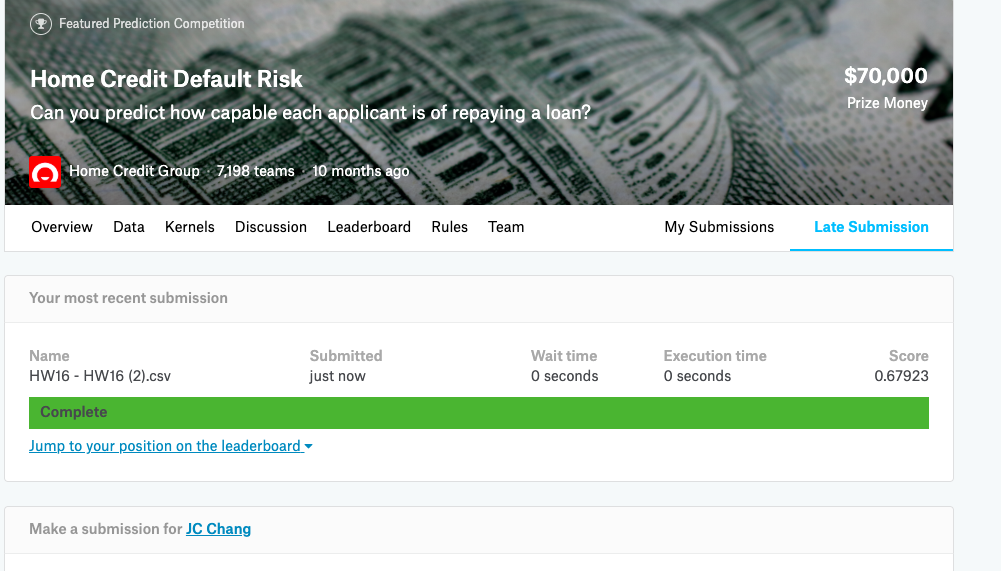 Featured Prediction Competition
Home Credit Default Risk
$70,000
Can you predict how capable each applicant is of repaying a loan?
Prize Money
Home Credit Group · 7,198 teams · 10 months ago
Overview Data Kernels Discussion Leaderboard Rules Team My Submissions Late Submission
Your most recent submission
Name Submitted Wait time Execution time Score
HW16 - HW16 (2).csv just now 0 seconds 0 seconds 0.67923
Complete
Jump to your position on the leaderboard
Make a submission for JC Chang